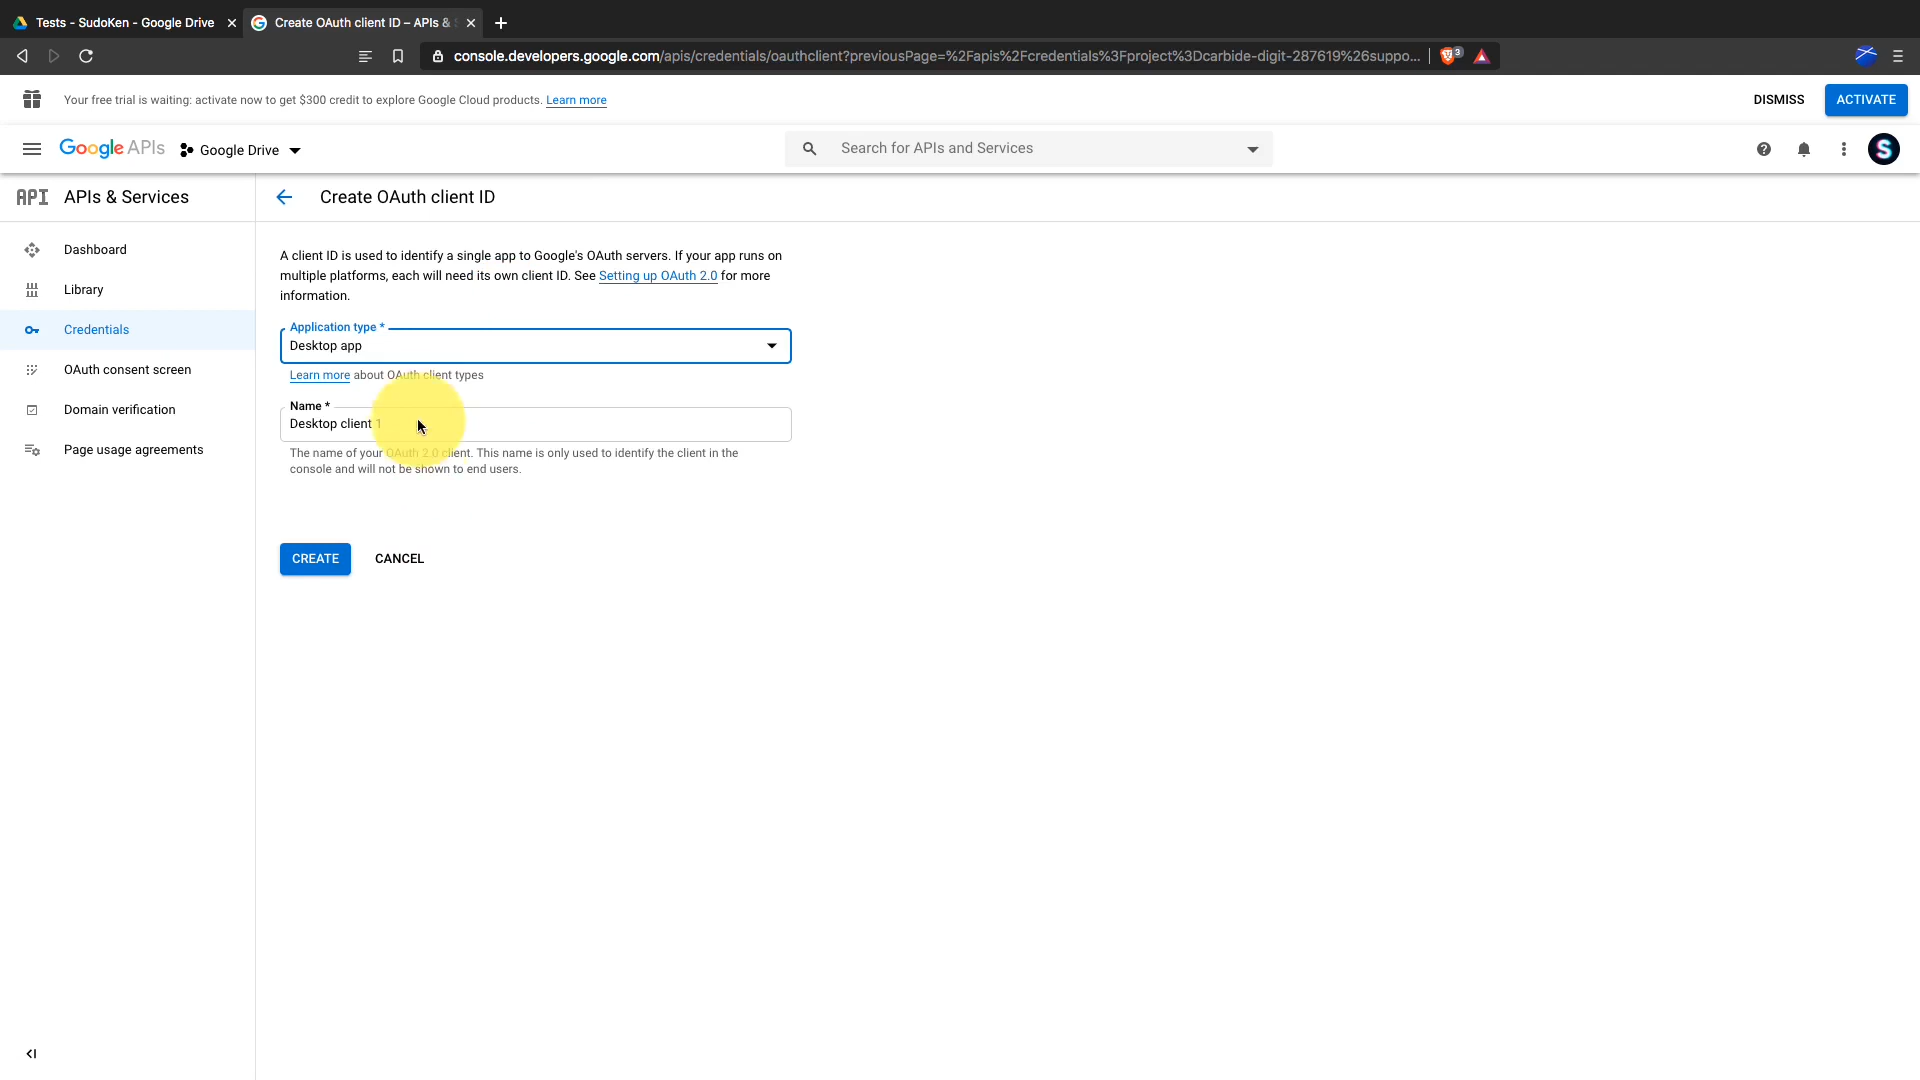 Tests - SudoKen - Google Drive
Create OAuth client ID – APIs &
console.developers.google.com/apis/credentials/oauthclient?previousPage=%2Fapis%2Fcredentials%3Fproject%3Dcarbide-digit-287619%26suppo...
3
Your free trial is waiting: activate now to get $300 credit to explore Google Cloud products. Learn more
DISMISS
ACTIVATE
Google APIs
Google Drive
Search for APIs and Services
S
API APIs & Services
Create OAuth client ID
Dashboard
Library
Credentials
OAuth consent screen
Domain verification
Page usage agreements
A client ID is used to identify a single app to Google's OAuth servers. If your app runs on
multiple platforms, each will need its own client ID. See Setting up OAuth 2.0 for more
information.
Application type *
Desktop app
Learn more about OAuth client types
Name *
Desktop client 1
The name of your OAuth 2.0 client. This name is only used to identify the client in the
console and will not be shown to end users.
CREATE
CANCEL